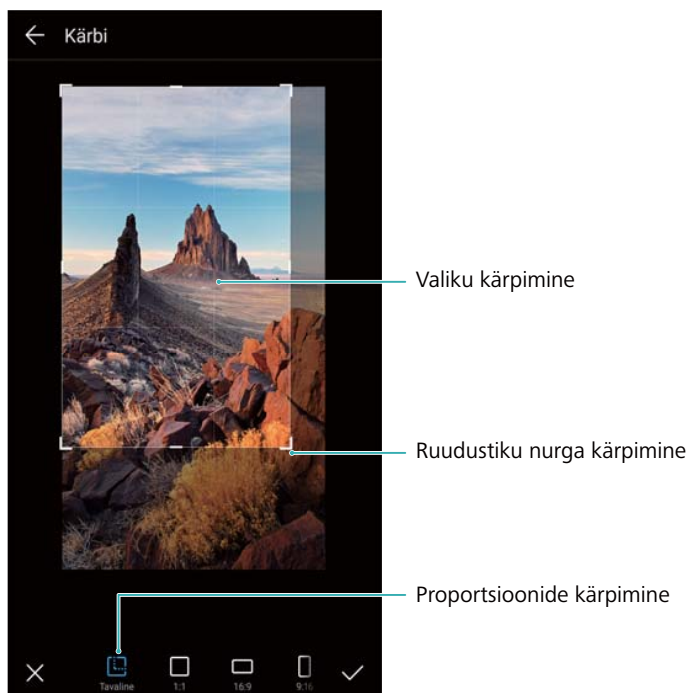 Kärbi
Valiku kärpimine
Ruudustiku nurga kärpimine
Proportsioonide kärpimine
Tavaline
1:1
16:9
9:16